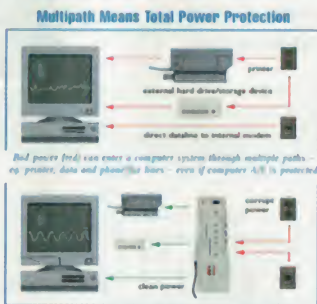 Multipath Means Total Power Protection
printer
external hard drive/storage device
direct dataline to internal modem
Bad power (red) can enter a computer system through multiple paths –
eg. printer, data and phone lines – even if computer A/C is protected
corrupt
power
clean power